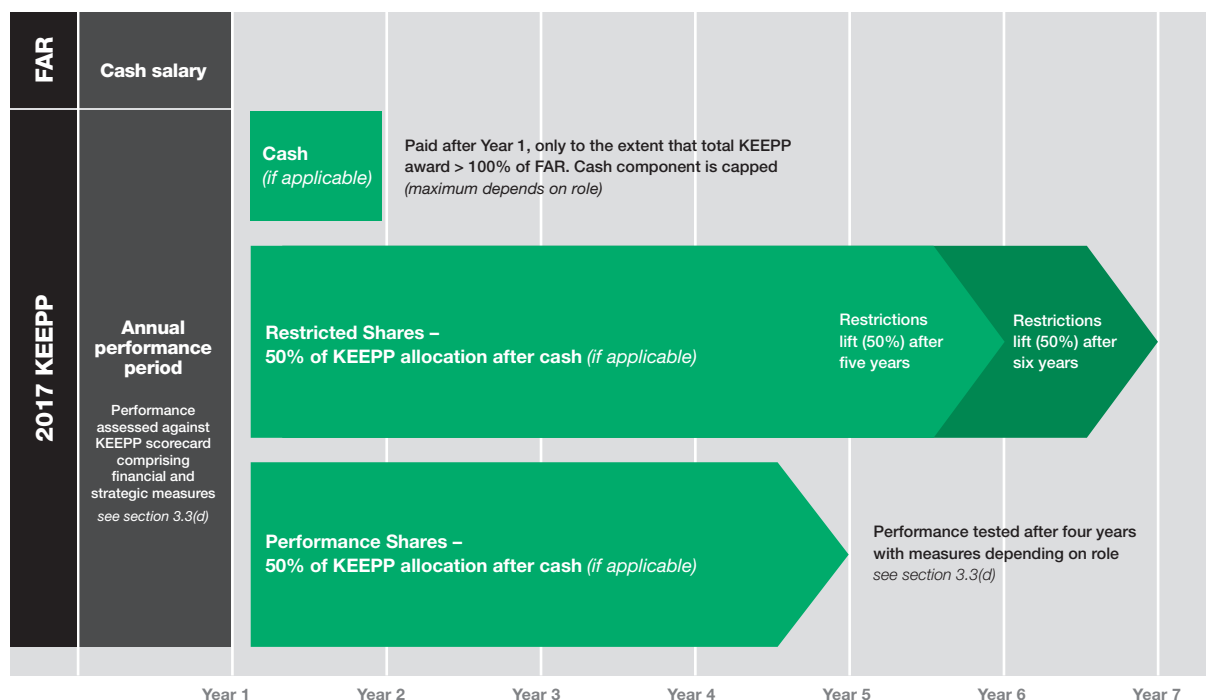 FAR
Cash salary
2017 KEEPP
Annual
performance
period
Performance
assessed against
KEEPP scorecard
comprising
financial and
strategic measures
see section 3.3(d)
Cash
(if applicable)
Paid after Year 1, only to the extent that total KEEPP
award > 100% of FAR. Cash component is capped
(maximum depends on role)
Restricted Shares –
50% of KEEPP allocation after cash (if applicable)
Restrictions
lift (50%) after
five years
Restrictions
lift (50%) after
six years
Performance Shares –
50% of KEEPP allocation after cash (if applicable)
Performance tested after four years
with measures depending on role
see section 3.3(d)
Year 1 Year 2 Year 3 Year 4 Year 5 Year 6 Year 7